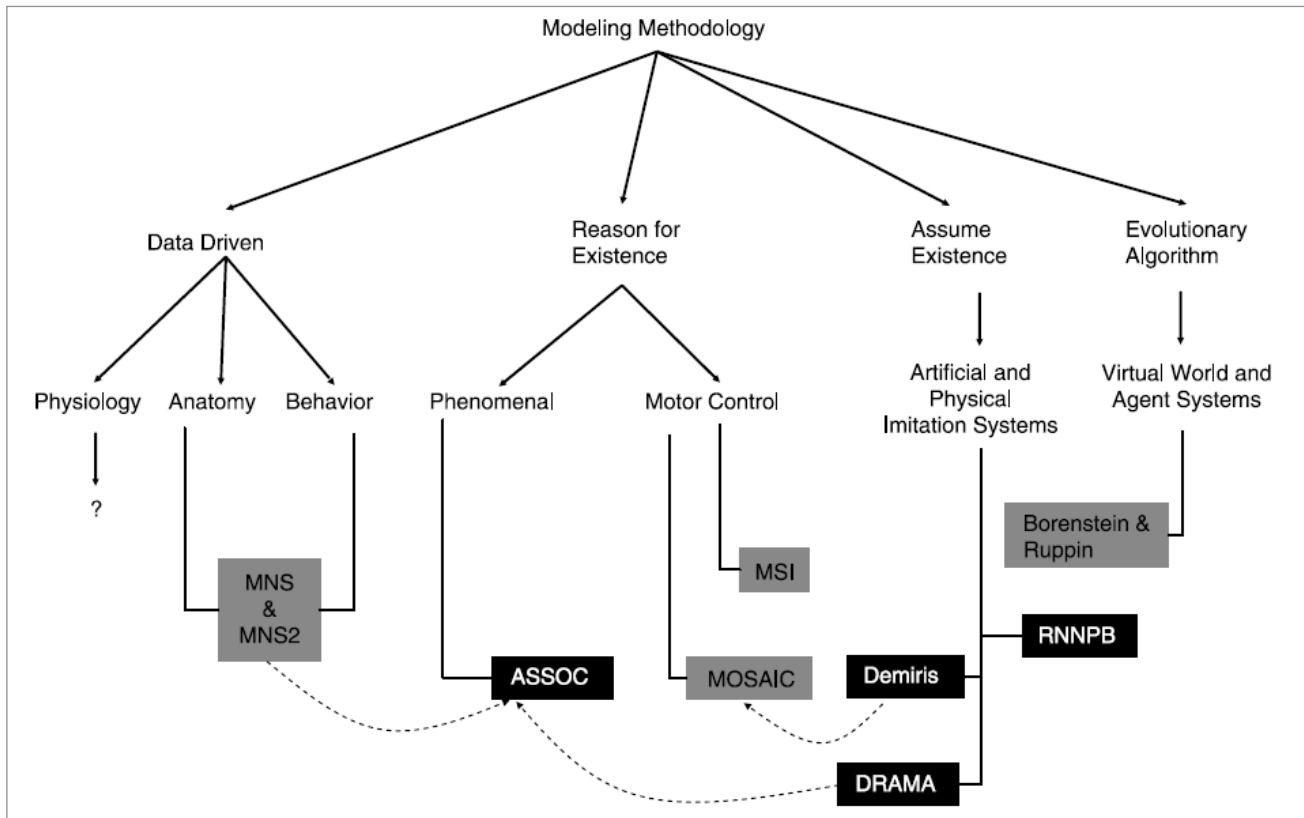 Modeling Methodology
Data Driven
Reason for
Existence
Assume
Existence
Evolutionary
Algorithm
Physiology
Anatomy
Behavior
Phenomenal
Motor Control
Artificial and
Physical
Imitation Systems
Virtual World and
Agent Systems
?
MNS
&
MNS2
Borenstein &
Ruppin
MSI
RNNPB
ASSOC
MOSAIC
Demiris
DRAMA